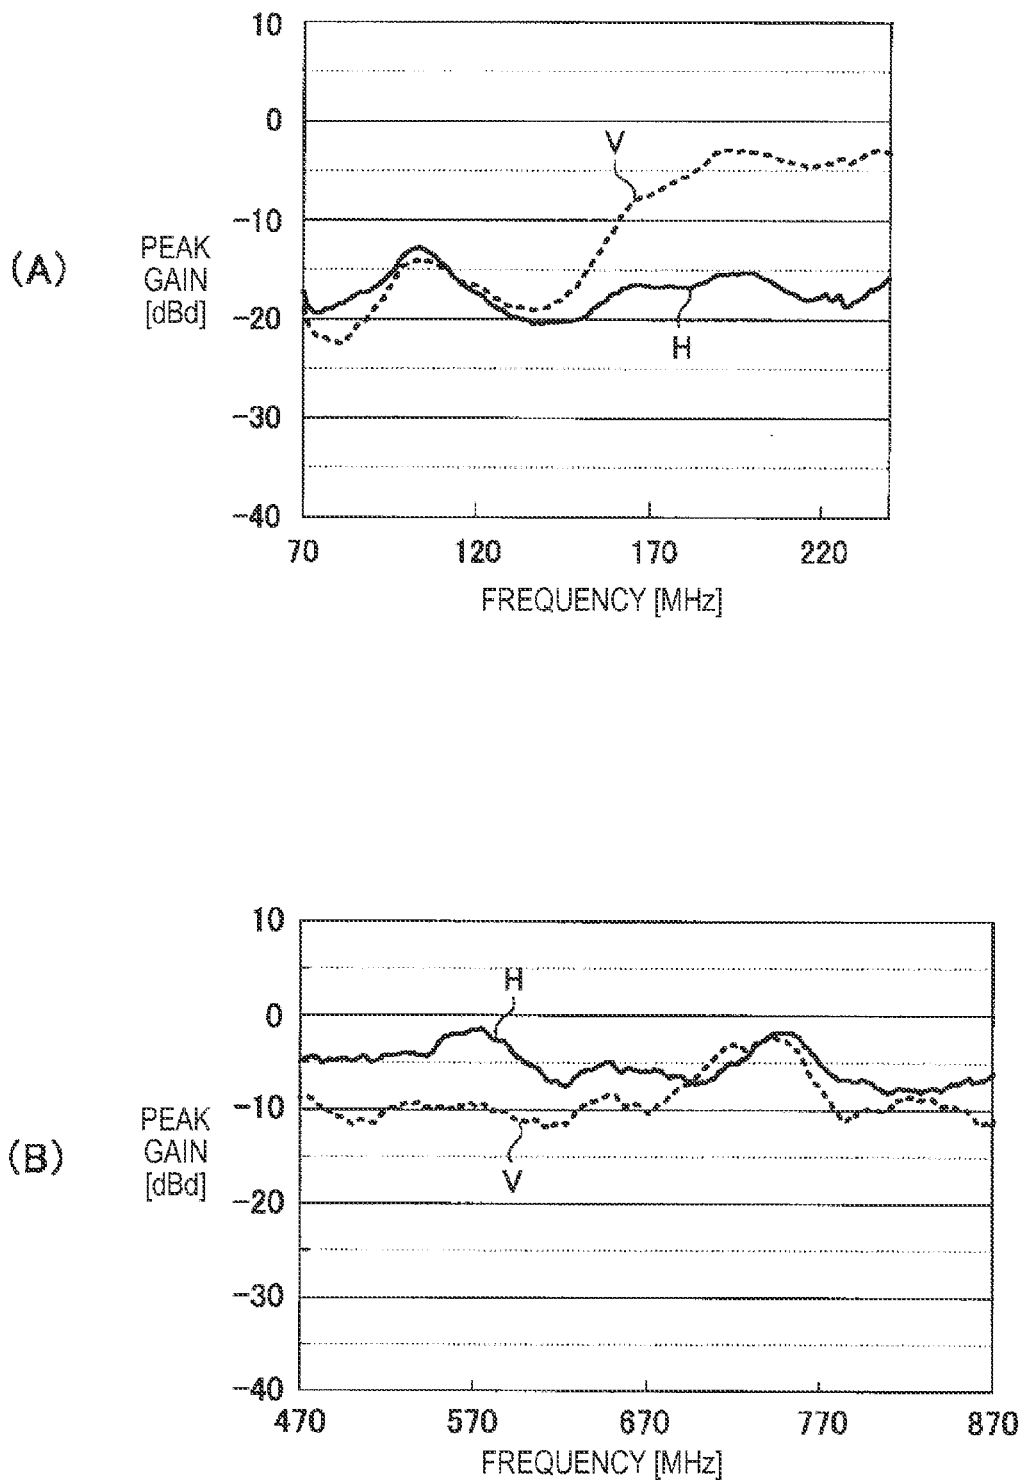 (A)
PEAK
GAIN
[dBd]
10
0
-10
-20
-30
-40
V
H
70 120 170 220
FREQUENCY [MHz]
(B)
PEAK
GAIN
[dBd]
10
0
-10
-20
-30
-40
H
V
470 570 670 770 870
FREQUENCY [MHz]